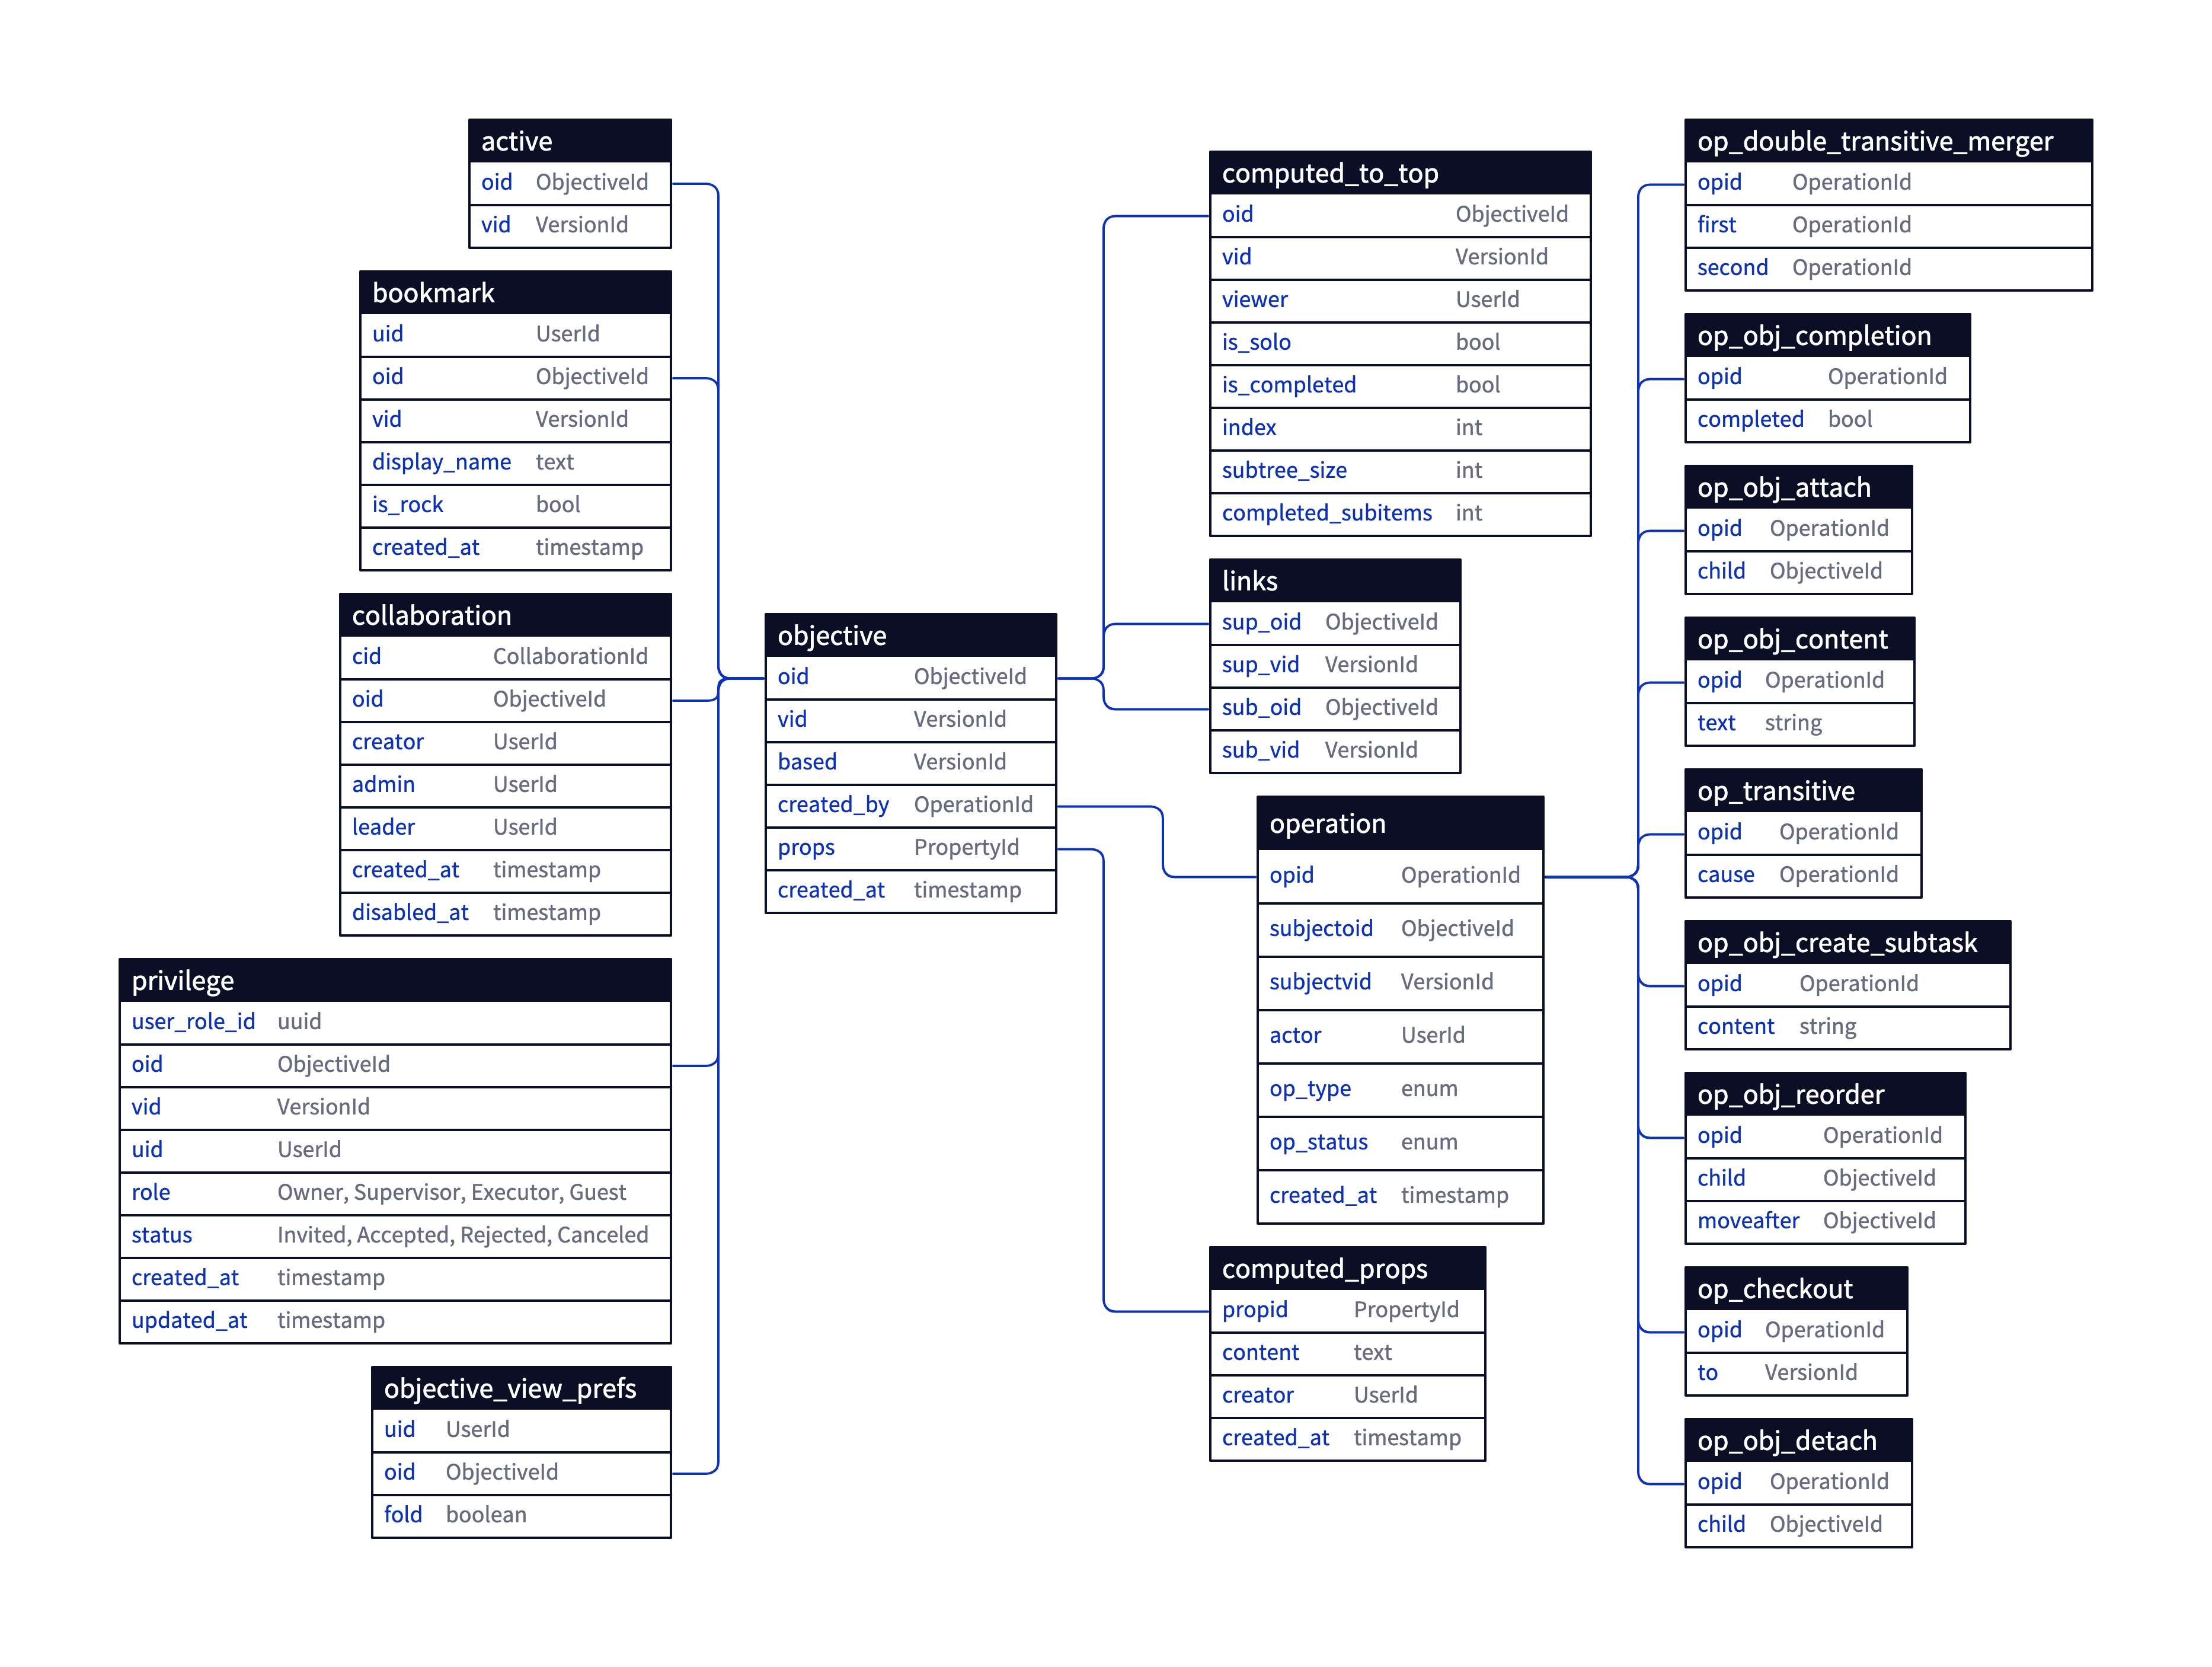 active
oid ObjectiveId
vid VersionId
bookmark
uid UserId
oid ObjectiveId
vid VersionId
display_name text
is_rock bool
created_at timestamp
collaboration
cid CollaborationId
oid ObjectiveId
creator UserId
admin UserId
leader UserId
created_at timestamp
disabled_at timestamp
privilege
user_role_id uuid
oid ObjectiveId
vid VersionId
uid UserId
role Owner, Supervisor, Executor, Guest
status Invited, Accepted, Rejected, Canceled
created_at timestamp
updated_at timestamp
objective_view_prefs
uid UserId
oid ObjectiveId
fold boolean
objective
oid ObjectiveId
vid VersionId
based VersionId
created_by OperationId
props PropertyId
created_at timestamp
computed_to_top
oid ObjectiveId
vid VersionId
viewer UserId
is_solo bool
is_completed bool
index int
subtree_size int
completed_subitems int
links
sup_oid ObjectiveId
sup_vid VersionId
sub_oid ObjectiveId
sub_vid VersionId
operation
opid OperationId
subjectoid ObjectiveId
subjectvid VersionId
actor UserId
op_type enum
op_status enum
created_at timestamp
computed_props
propid PropertyId
content text
creator UserId
created_at timestamp
op_double_transitive_merger
opid OperationId
first OperationId
second OperationId
op_obj_completion
opid OperationId
completed bool
op_obj_attach
opid OperationId
child ObjectiveId
op_obj_content
opid OperationId
text string
op_transitive
opid OperationId
cause OperationId
op_obj_create_subtask
opid OperationId
content string
op_obj_reorder
opid OperationId
child ObjectiveId
moveafter ObjectiveId
op_checkout
opid OperationId
to VersionId
op_obj_detach
opid OperationId
child ObjectiveId